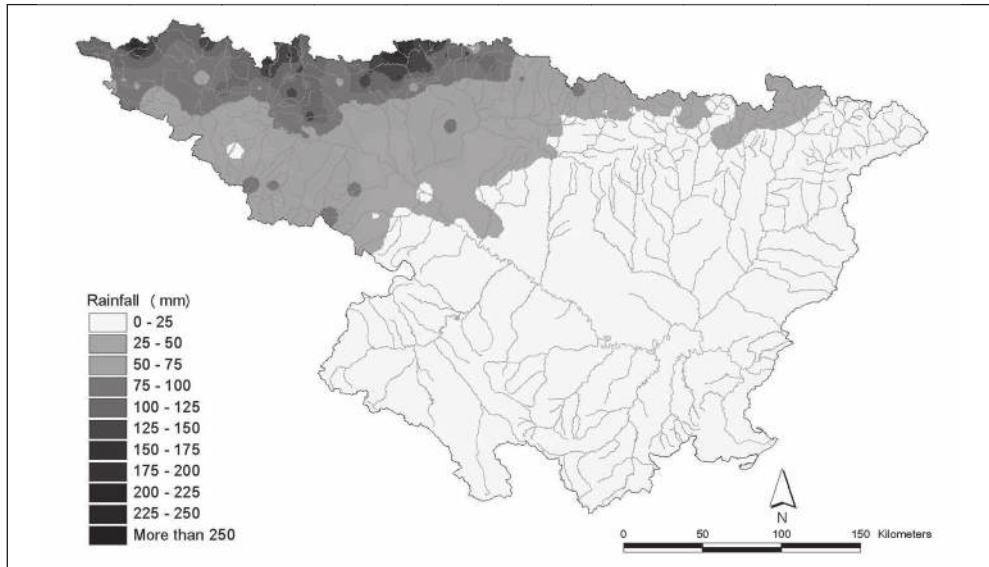 Rainfall ( mm)
0 - 25
25 - 50
50 - 75
75 - 100
100 - 125
125 - 150
150 - 175
175 - 200
200 - 225
225 - 250
More than 250
N
0 50 100 150 Kilometers